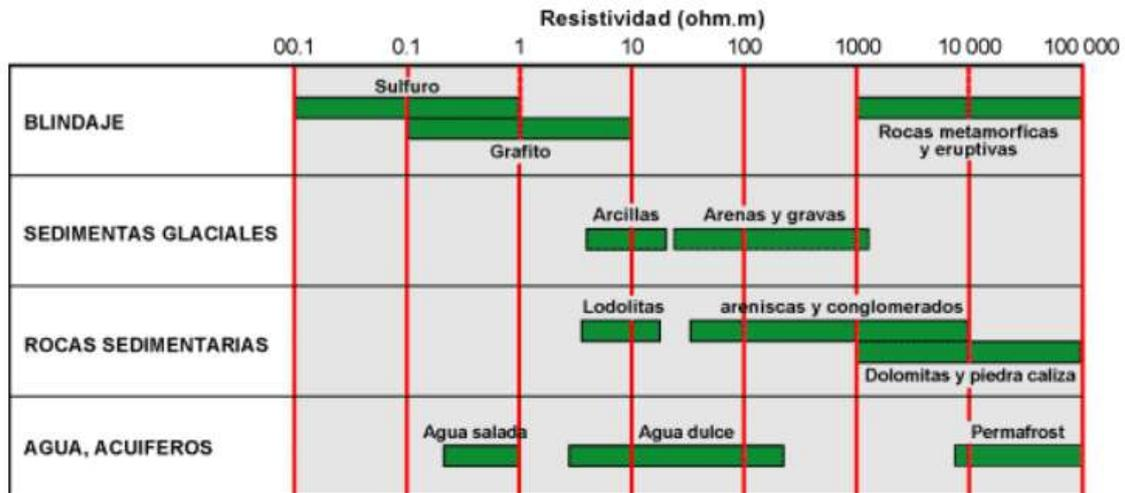 Resistividad (ohm.m)
00.1 0.1 1 10 100 1000 10 000 100 000
BLINDAJE
Sulfuro
Grafito
Rocas metamorficas
y eruptivas
SEDIMENTAS GLACIALES
Arcillas
Arenas y gravas
ROCAS SEDIMENTARIAS
Lodolitas
areniscas y conglomerados
Dolomitas y piedra caliza
AGUA, ACUIFEROS
Agua salada
Agua dulce
Permafrost